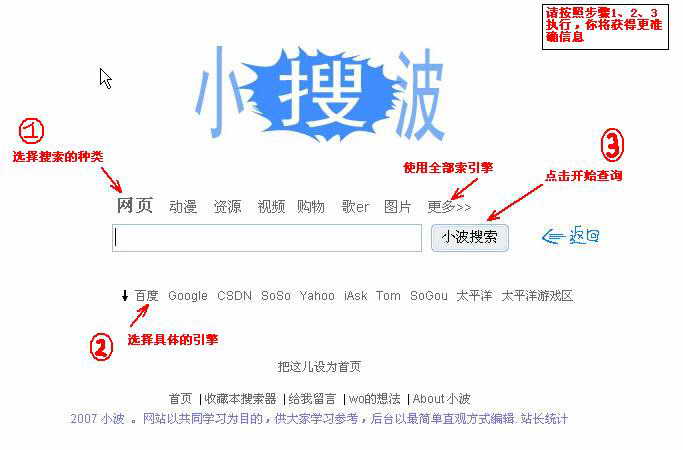 请按照步骤1、2、3
执行，你将获得更准
确信息
小搜波
1
选择搜索的种类
3
使用全部索引擎
点击开始查询
网页 动漫 资源 视频 购物 歌er 图片 更多>>
小波搜索
返回
百度 Google CSDN SoSo Yahoo iAsk Tom SoGou 太平洋 太平洋游戏区
2
选择具体的引擎
把这儿设为首页
首页 |收藏本搜索器 |给我留言 |wo的想法 |About 小波
2007 小波 。网站以共同学习为目的，供大家学习参考，后台以最简单直观方式编辑. 站长统计